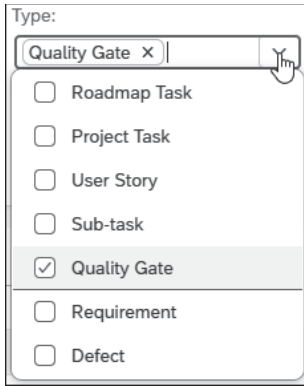 Type:
Quality Gate ×
Roadmap Task
Project Task
User Story
Sub-task
Quality Gate
Requirement
Defect